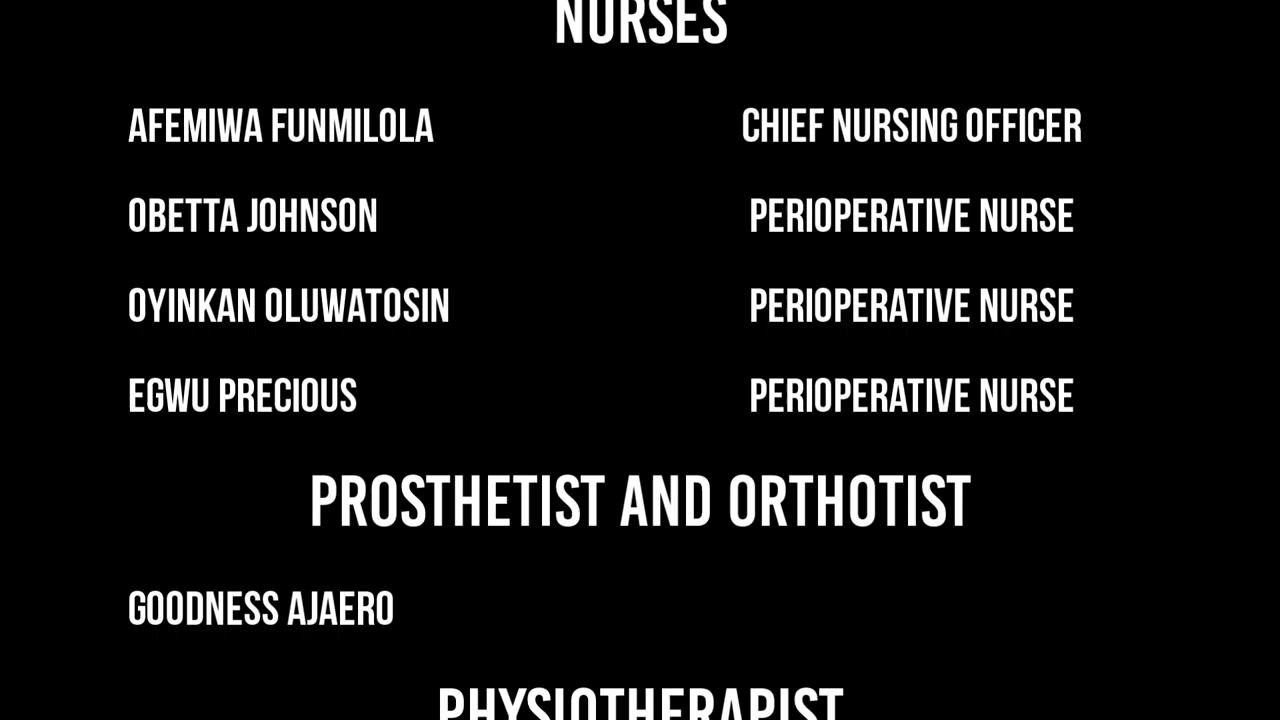 NURSES
AFEMIWA FUNMILOLA CHIEF NURSING OFFICER
OBETTA JOHNSON PERIOPERATIVE NURSE
OYINKAN OLUWATOSIN PERIOPERATIVE NURSE
EGWU PRECIOUS PERIOPERATIVE NURSE
PROSTHETIST AND ORTHOTIST
GOODNESS AJAERO
PHYSIOTHERAPIST